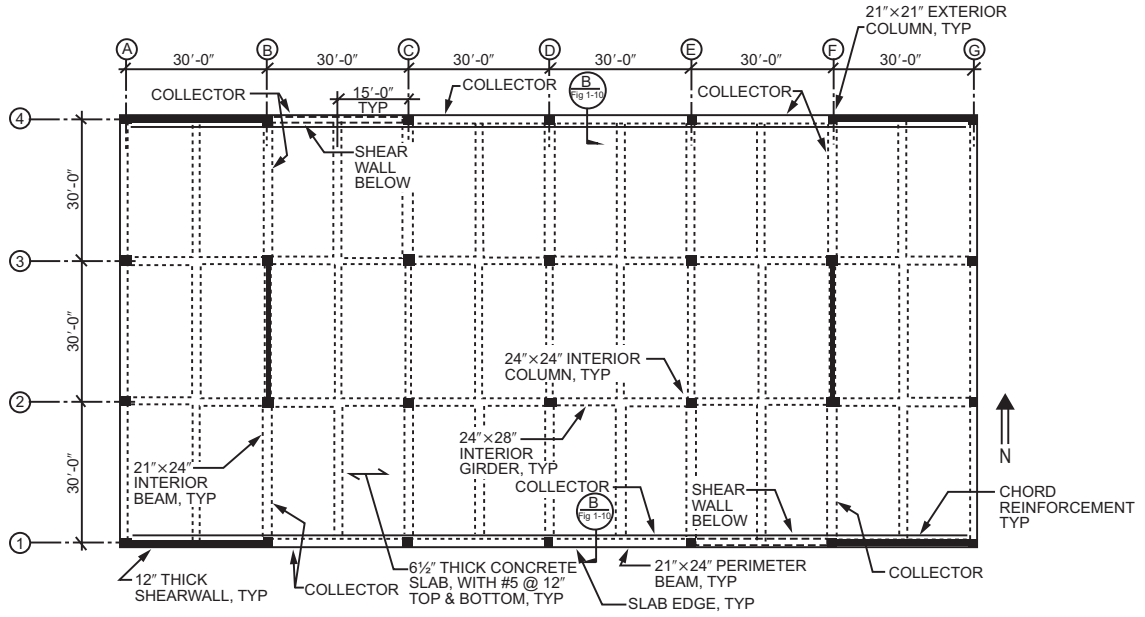 21″×21″ EXTERIOR
COLUMN, TYP
A
B
C
D
E
F
G
30′-0″
30′-0″
30′-0″
30′-0″
30′-0″
30′-0″
COLLECTOR
15′-0″
TYP
COLLECTOR
B
Fig 1-10
COLLECTOR
4
SHEAR
WALL
BELOW
30′-0″
3
30′-0″
24″×24″ INTERIOR
COLUMN, TYP
2
N
21″×24″
INTERIOR
BEAM, TYP
24″×28″
INTERIOR
GIRDER, TYP
30′-0″
COLLECTOR
B
Fig 1-10
SHEAR
WALL
BELOW
CHORD
REINFORCEMENT
TYP
1
12″ THICK
SHEARWALL, TYP
COLLECTOR
6½″ THICK CONCRETE
SLAB, WITH #5 @ 12″
TOP & BOTTOM, TYP
21″×24″ PERIMETER
BEAM, TYP
SLAB EDGE, TYP
COLLECTOR